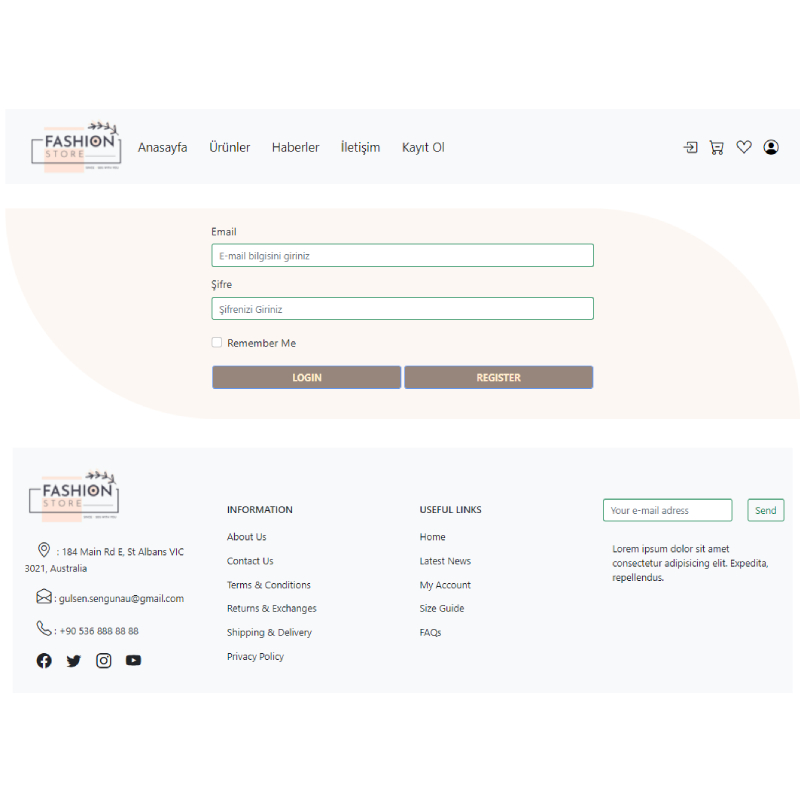 FASHION
STORE
Anasayfa Ürünler Haberler İletişim Kayıt Ol
Email
E-mail bilgisini giriniz
Şifre
Şifrenizi Giriniz
Remember Me
LOGIN REGISTER
FASHION
STORE
: 184 Main Rd E, St Albans VIC
3021, Australia
: gulsen.sengunau@gmail.com
: +90 536 888 88 88
INFORMATION
About Us
Contact Us
Terms & Conditions
Returns & Exchanges
Shipping & Delivery
Privacy Policy
USEFUL LINKS
Home
Latest News
My Account
Size Guide
FAQs
Your e-mail adress Send
Lorem ipsum dolor sit amet
consectetur adipisicing elit. Expedita,
repellendus.